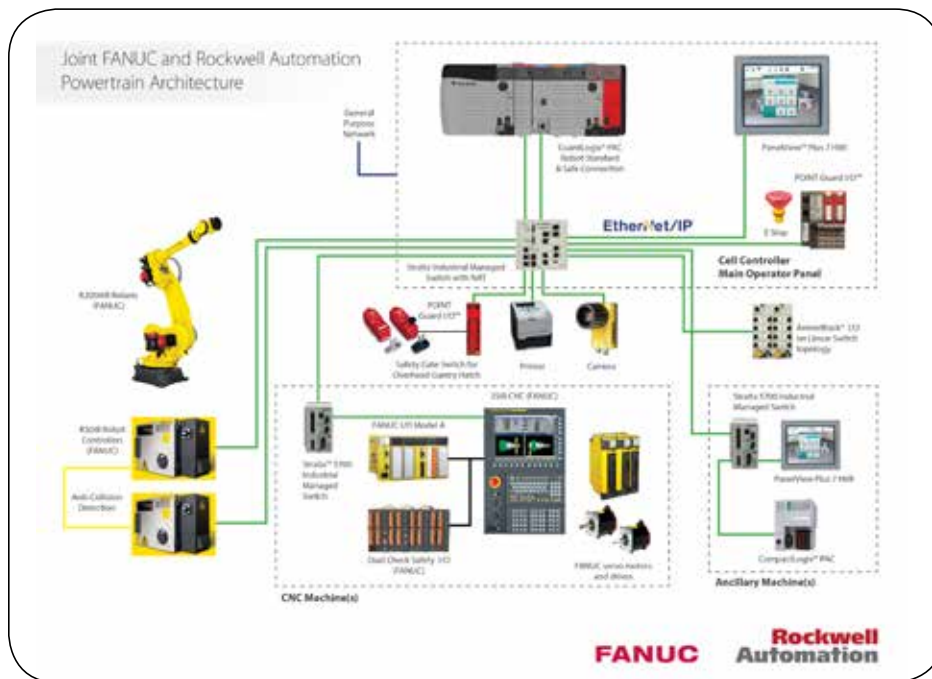 Joint FANUC and Rockwell Automation
Powertrain Architecture
General
Purpose
Network
GuardLogix® PAC
Robot Standard
& Safe Connection
PanelView™ Plus 7 HMI
POINT Guard I/O™
E Stop
EtherNet/IP
Cell Controller
Main Operator Panel
Stratix Industrial Managed
Switch with NAT
(FANUC)
POINT
Guard I/O™
Safety Gate Switch for
Overhead Gantry Hatch
Printer
Camera
ArmorBlock® I/O
on Linear Switch
topology
R30iB Robot
Controllers
(FANUC)
Anti-Collision
Detection
Stratix™ 5700
Industrial
Managed
Switch
FANUC I/O Model A
CNC (FANUC)
Dual Check Safety I/O
(FANUC)
FANUC servo motors
and drives
CNC Machine(s)
Stratix 5700 Industrial
Managed Switch
PanelView Plus 7 HMI
CompactLogix™ PAC
Ancillary Machine(s)
FANUC
Rockwell
Automation